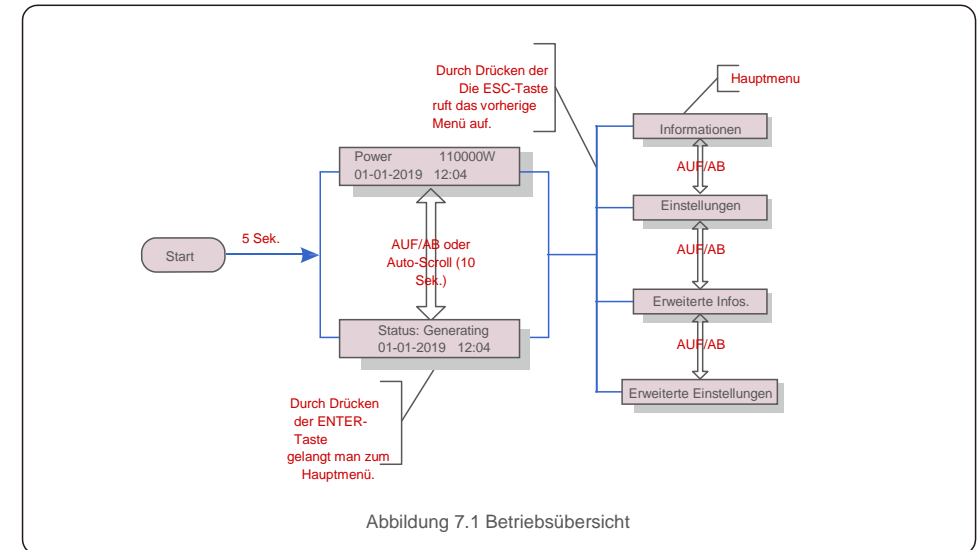 Durch Drücken der
Die ESC-Taste
ruft das vorherige
Menü auf.
Hauptmenu
Informationen
AUF/AB
Einstellungen
AUF/AB
Erweiterte Infos.
AUF/AB
Erweiterte Einstellungen
Power 110000W
01-01-2019 12:04
AUF/AB oder
Auto-Scroll (10
Sek.)
Status: Generating
01-01-2019 12:04
Start
5 Sek.
Durch Drücken
der ENTER-
Taste
gelangt man zum
Hauptmenü.
Abbildung 7.1 Betriebsübersicht